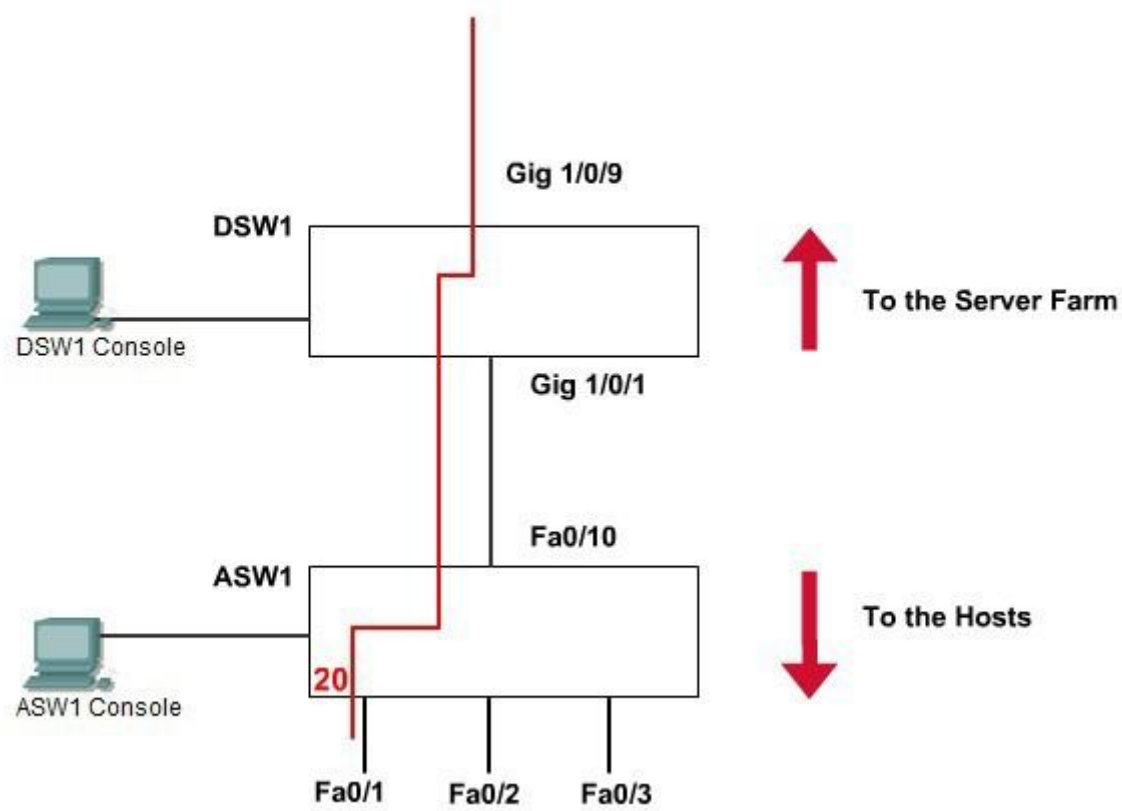 Gig 1/0/9
DSW1
DSW1 Console
To the Server Farm
Gig 1/0/1
Fa0/10
ASW1
ASW1 Console
To the Hosts
20
Fa0/1
Fa0/2
Fa0/3